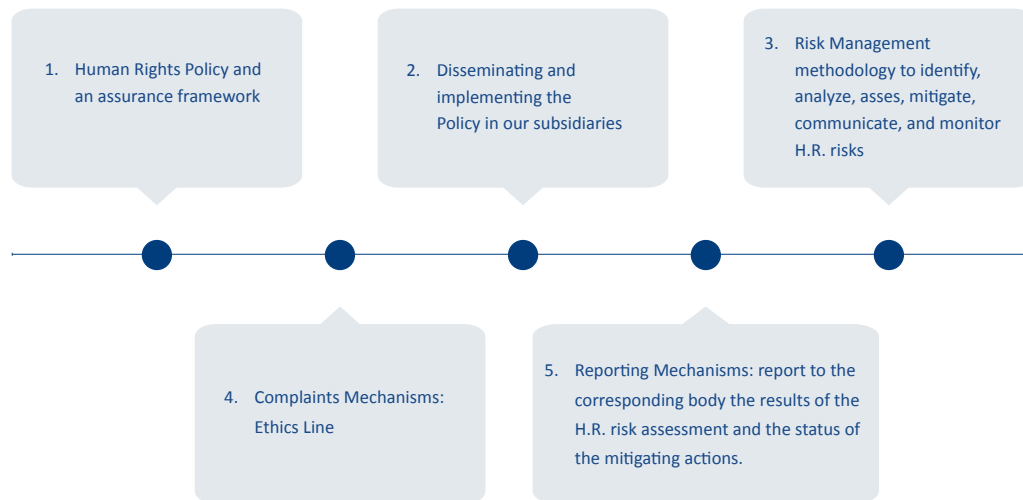 1. Human Rights Policy and
an assurance framework
2. Disseminating and
implementing the
Policy in our subsidiaries
3. Risk Management
methodology to identify,
analyze, asses, mitigate,
communicate, and monitor
H.R. risks
4. Complaints Mechanisms:
Ethics Line
5. Reporting Mechanisms: report to the
corresponding body the results of the
H.R. risk assessment and the status of
the mitigating actions.